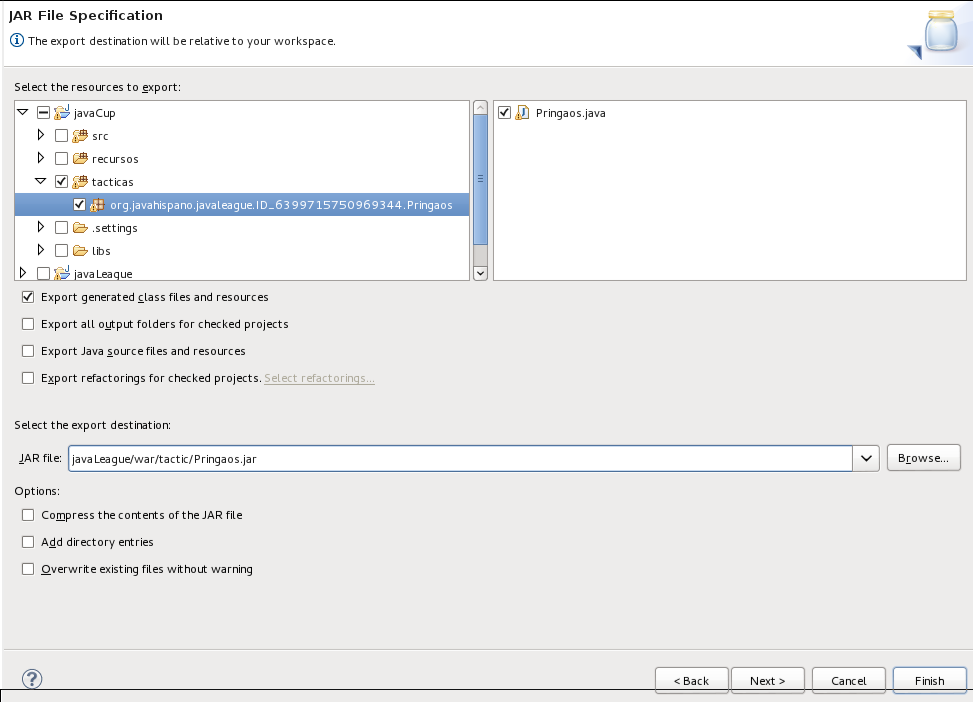 JAR File Specification
The export destination will be relative to your workspace.
Select the resources to export:
javaCup
src
recursos
tacticas
org.javahispano.javaleague.ID_6399715750969344.Pringaos
.settings
libs
javaLeague
Pringaos.java
Export generated class files and resources
Export all output folders for checked projects
Export Java source files and resources
Export refactorings for checked projects. Select refactorings...
Select the export destination:
JAR file: javaLeague/war/tactic/Pringaos.jar Browse...
Options:
Compress the contents of the JAR file
Add directory entries
Overwrite existing files without warning
? < Back Next > Cancel Finish